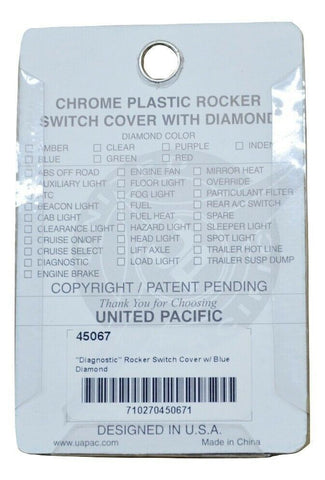 CHROME PLASTIC ROCKER
SWITCH COVER WITH DIAMOND
DIAMOND COLOR
AMBER CLEAR PURPLE INDEN
BLUE GREEN RED
ABS OFF ROAD ENGINE FAN MIRROR HEAT
AUXILIARY LIGHT FLOOR LIGHT OVERRIDE
ATC FOG LIGHT PARTICULANT FILTER
BEACON LIGHT FUEL REAR A/C SWITCH
CAB LIGHT FUEL HEAT SPARE
CLEARANCE LIGHT HAZARD LIGHT SLEEPER LIGHT
CRUISE ON/OFF HEAD LIGHT SPOT LIGHT
CRUISE SELECT LIFT AXLE TRAILER HOT LINE
DIAGNOSTIC LOAD LIGHT TRAILER SUSP DUMP
ENGINE BRAKE
COPYRIGHT / PATENT PENDING
Thank You for Choosing
UNITED PACIFIC
45067
"Diagnostic" Rocker Switch Cover w/ Blue
Diamond
710270450671
DESIGNED IN U.S.A.
www.uapac.com Made in China